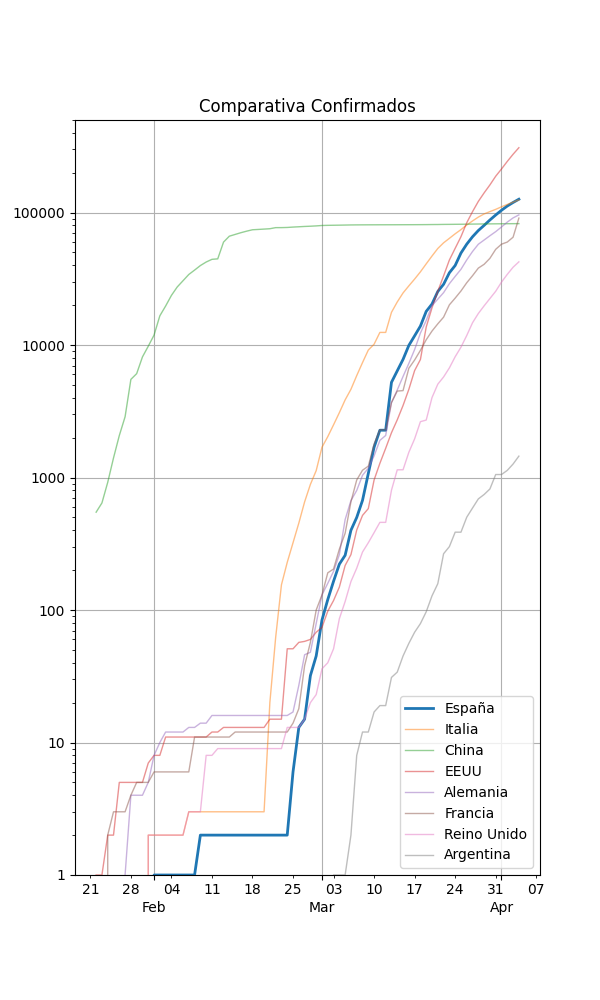 Comparativa Confirmados
100000
10000
1000
100
10
1
España
Italia
China
EEUU
Alemania
Francia
Reino Unido
Argentina
21 28 04 11 18 25 03 10 17 24 31 07
Feb Mar Apr